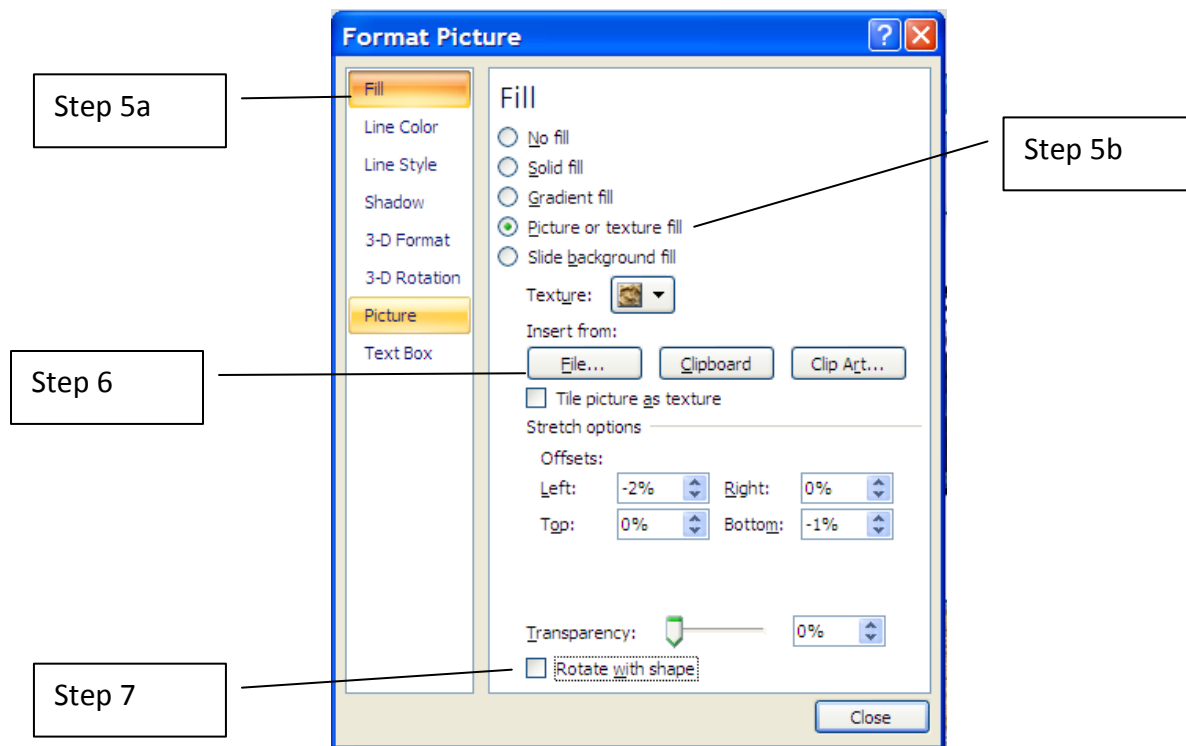 Format Picture
Step 5a
Fill
Line Color
Line Style
Shadow
3-D Format
3-D Rotation
Picture
Text Box
Fill
No fill
Solid fill
Gradient fill
Picture or texture fill
Slide background fill
Step 5b
Texture:
Insert from:
File... Clipboard Clip Art...
Step 6
Tile picture as texture
Stretch options
Offsets:
Left: -2% Right: 0%
Top: 0% Bottom: -1%
Transparency: 0%
Rotate with shape
Step 7
Close